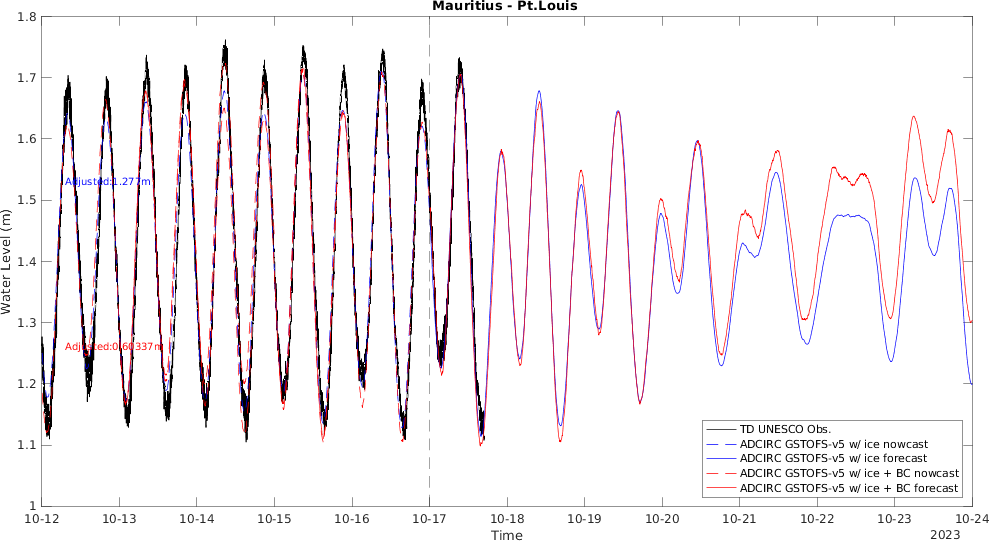 Mauritius - Pt.Louis
1.8
1.7
1.6
1.5
1.4
1.3
1.2
1.1
1
Water Level (m)
Adjusted:1.277m
Adjusted:0.60337m
TD UNESCO Obs.
ADCIRC GSTOFS-v5 w/ ice nowcast
ADCIRC GSTOFS-v5 w/ ice forecast
ADCIRC GSTOFS-v5 w/ ice + BC nowcast
ADCIRC GSTOFS-v5 w/ ice + BC forecast
10-12 10-13 10-14 10-15 10-16 10-17 10-18 10-19 10-20 10-21 10-22 10-23 10-24
Time
2023